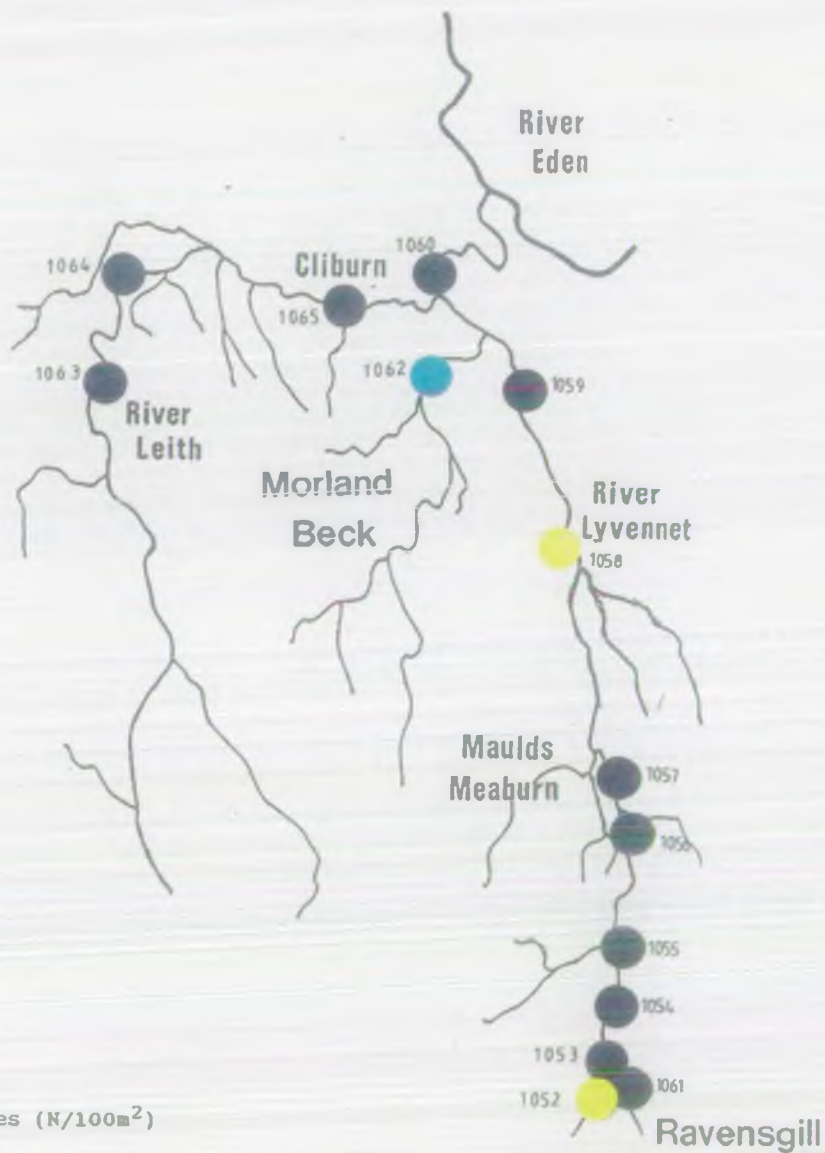 River
Eden
1060
1064
Cliburn
1065
1062
1063
1059
River
Leith
Morland
Beck
River
Lyvennet
1058
Maulds
Meaburn
1057
1056
1055
1054
1053
1061
1052
es (N/100m²)
Ravensgill